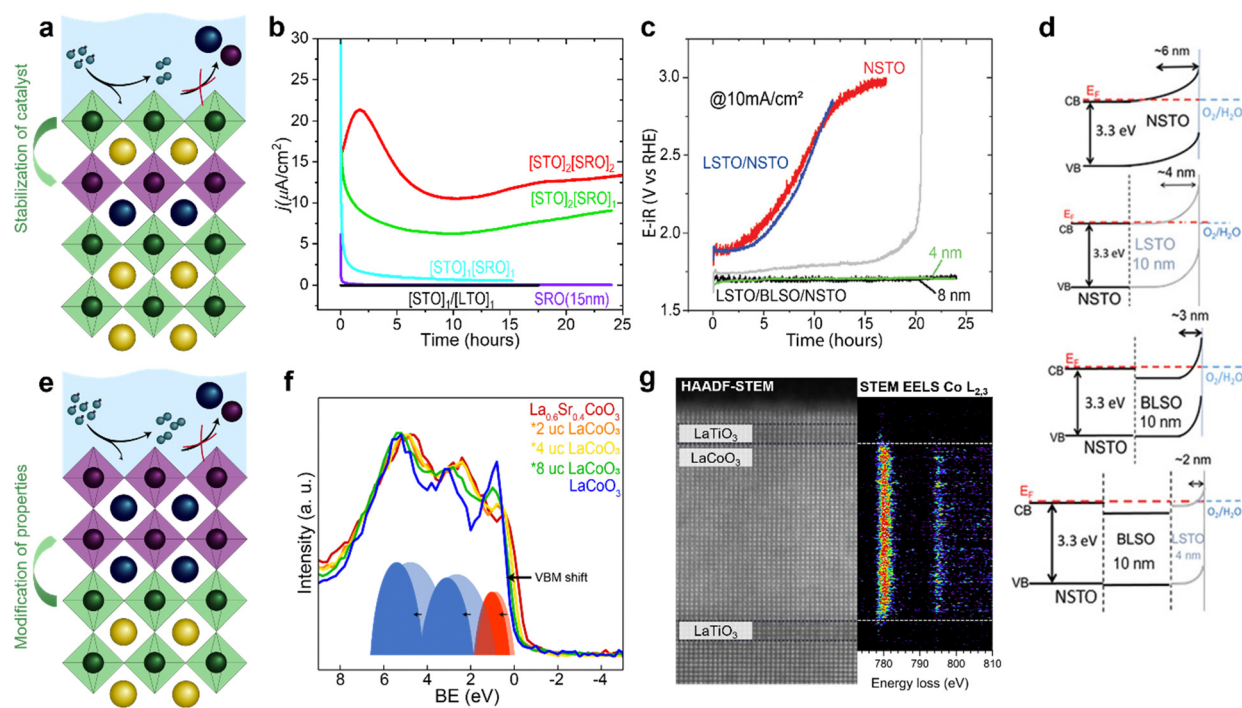 a
Stabilization of catalyst
b
j(μA/cm²)
30
25
20
15
10
5
0
[STO]₂[SRO]₂
[STO]₂[SRO]₁
[STO]₁[SRO]₁
[STO]₁/[LTO]₁
SRO(15nm)
0 5 10 15 20 25
Time (hours)
c
E-iR (V vs RHE)
3.0
2.5
2.0
1.5
@10mA/cm²
NSTO
LSTO/NSTO
4 nm
LSTO/BLSO/NSTO
8 nm
0 5 10 15 20 25
Time (hours)
d
~6 nm
E_F
CB
O₂/H₂O
NSTO
3.3 eV
VB
~4 nm
E_F
CB
O₂/H₂O
3.3 eV
LSTO
10 nm
VB
NSTO
~3 nm
E_F
CB
O₂/H₂O
3.3 eV
BLSO
10 nm
VB
NSTO
~2 nm
E_F
CB
O₂/H₂O
3.3 eV
BLSO
10 nm
LSTO
4 nm
VB
NSTO
e
Modification of properties
f
Intensity (a. u.)
La₀.₆Sr₀.₄CoO₃
*2 uc LaCoO₃
*4 uc LaCoO₃
*8 uc LaCoO₃
LaCoO₃
VBM shift
8 6 4 2 0 -2 -4
BE (eV)
g
HAADF-STEM
STEM EELS Co L₂,₃
LaTiO₃
LaCoO₃
LaTiO₃
780 790 800 810
Energy loss (eV)